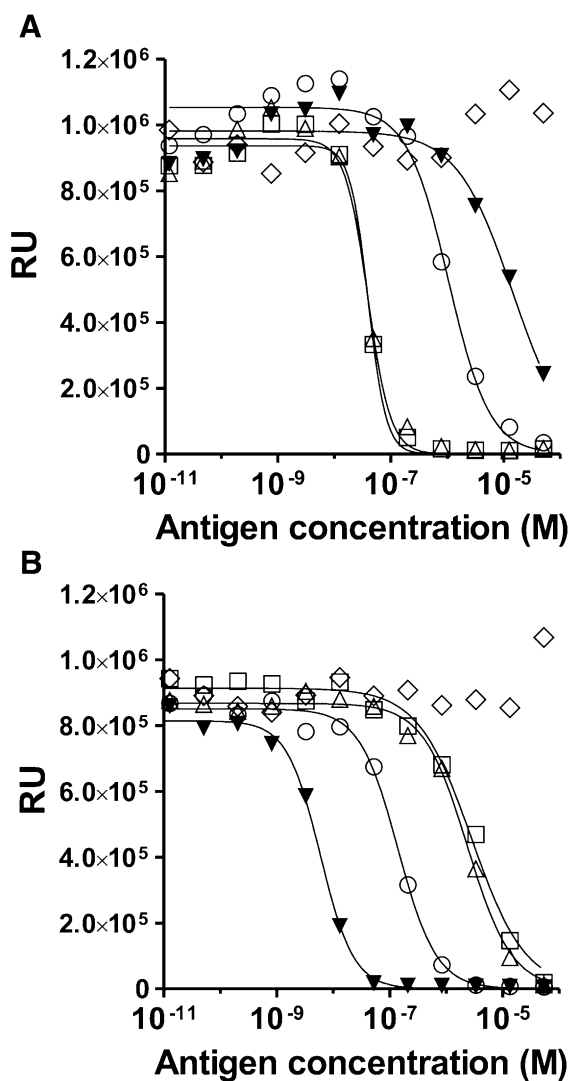 A
1.2×10⁶
1.0×10⁶
8.0×10⁵
6.0×10⁵
4.0×10⁵
2.0×10⁵
0
RU
10⁻¹¹ 10⁻⁹ 10⁻⁷ 10⁻⁵
Antigen concentration (M)
B
1.2×10⁶
1.0×10⁶
8.0×10⁵
6.0×10⁵
4.0×10⁵
2.0×10⁵
0
RU
10⁻¹¹ 10⁻⁹ 10⁻⁷ 10⁻⁵
Antigen concentration (M)